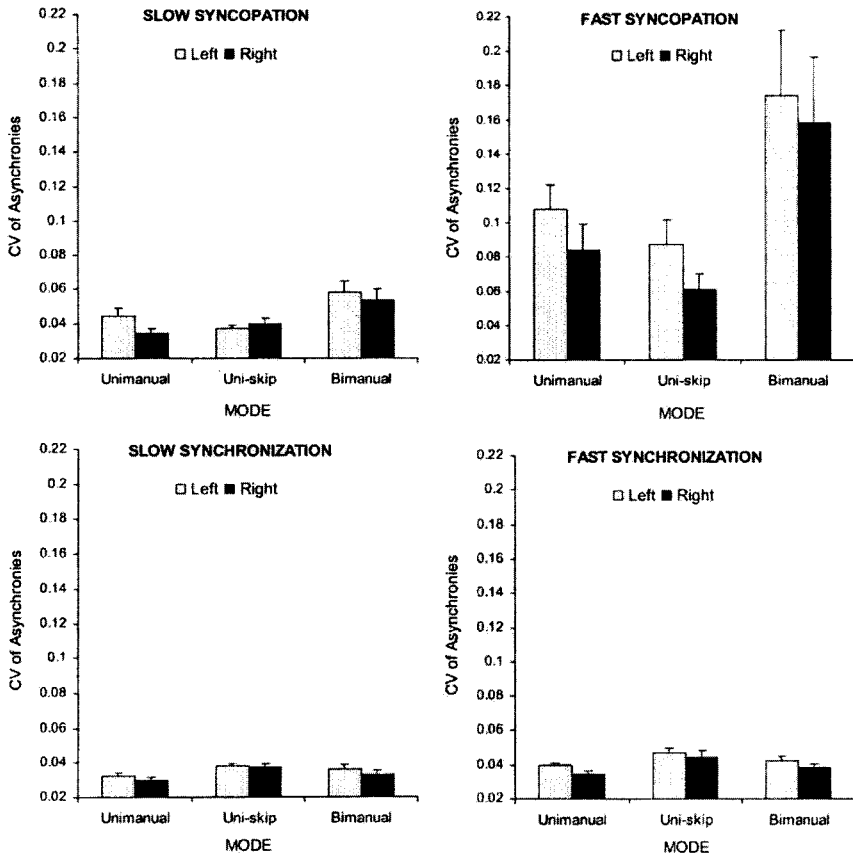 SLOW SYNCOPATION
Left Right
0.22
0.2
0.18
0.16
0.14
0.12
0.1
0.08
0.06
0.04
0.02
CV of Asynchronies
Unimanual Uni-skip Bimanual
MODE
FAST SYNCOPATION
Left Right
0.22
0.2
0.18
0.16
0.14
0.12
0.1
0.08
0.06
0.04
0.02
CV of Asynchronies
Unimanual Uni-skip Bimanual
MODE
SLOW SYNCHRONIZATION
Left Right
0.22
0.2
0.18
0.16
0.14
0.12
0.1
0.08
0.06
0.04
0.02
CV of Asynchronies
Unimanual Uni-skip Bimanual
MODE
FAST SYNCHRONIZATION
Left Right
0.22
0.2
0.18
0.16
0.14
0.12
0.1
0.08
0.06
0.04
0.02
CV of Asynchronies
Unimanual Uni-skip Bimanual
MODE